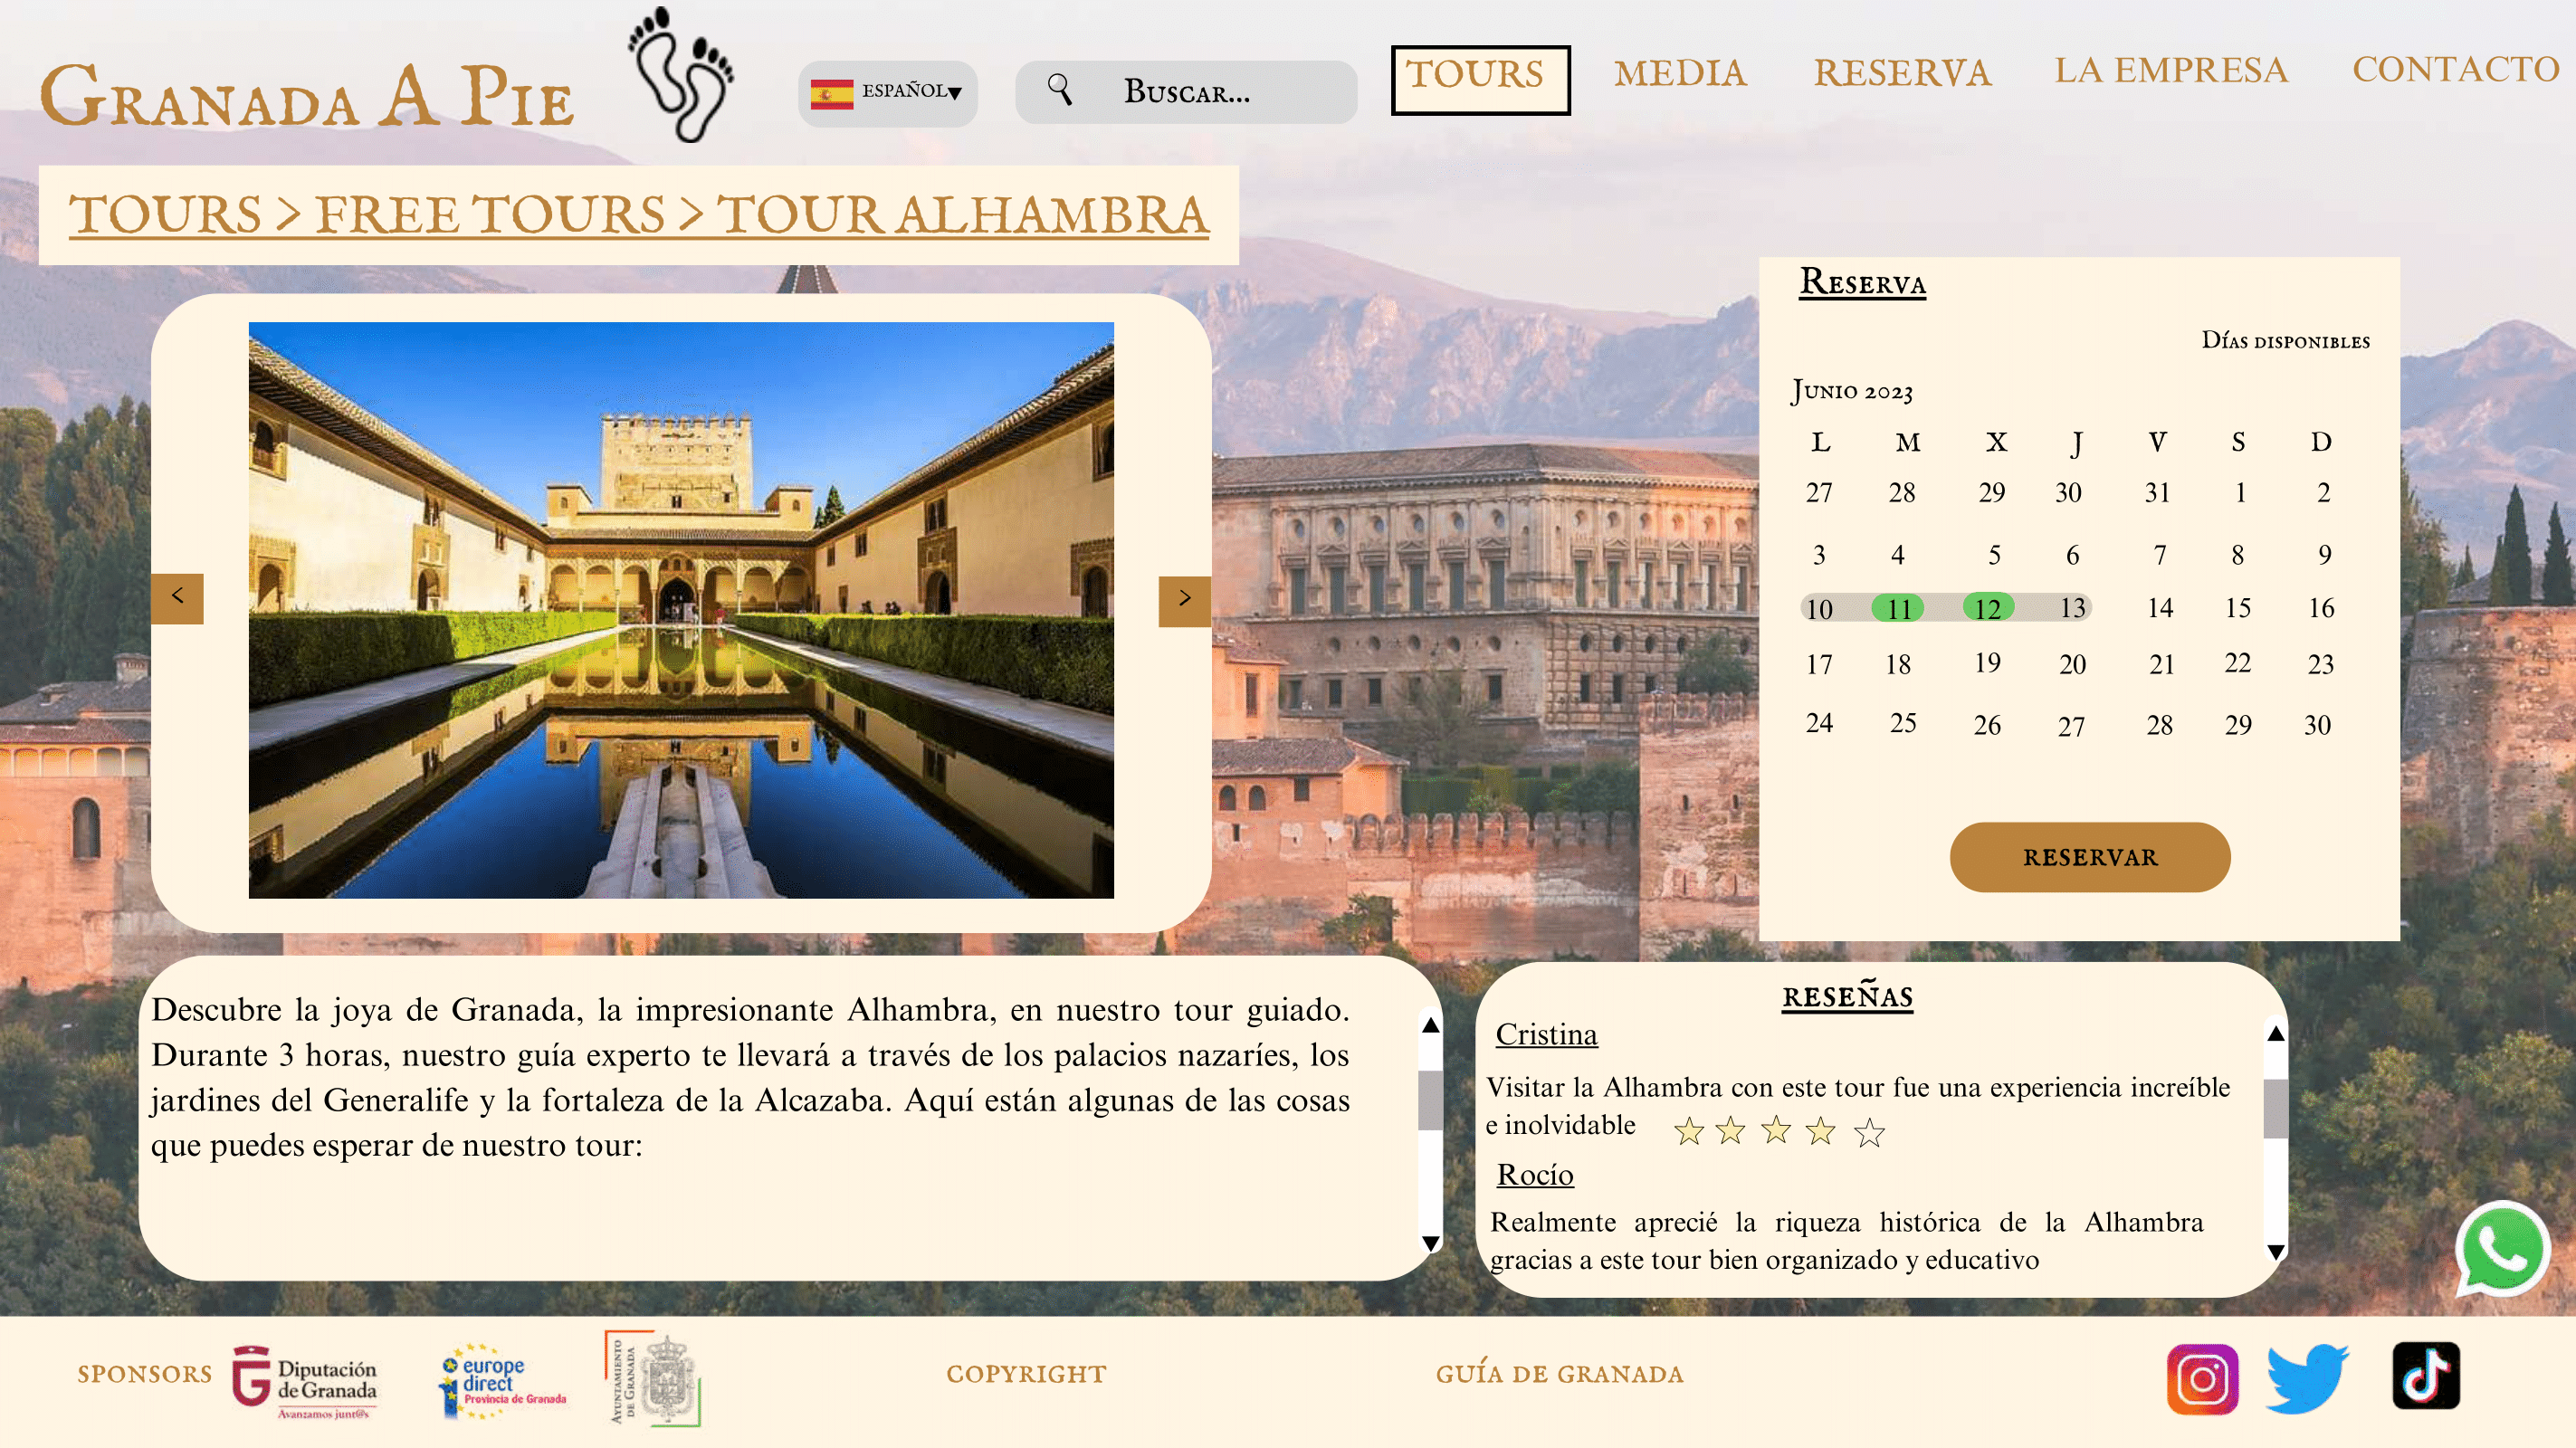 Granada A Pie
ESPAÑOL
Buscar...
TOURS
MEDIA
RESERVA
LA EMPRESA
CONTACTO
TOURS > FREE TOURS > TOUR ALHAMBRA
<
>
Reserva
Días disponibles
Junio 2023
L M X J V S D
27 28 29 30 31 1 2
3 4 5 6 7 8 9
10 11 12 13 14 15 16
17 18 19 20 21 22 23
24 25 26 27 28 29 30
RESERVAR
Descubre la joya de Granada, la impresionante Alhambra, en nuestro tour guiado.
Durante 3 horas, nuestro guía experto te llevará a través de los palacios nazaríes, los
jardines del Generalife y la fortaleza de la Alcazaba. Aquí están algunas de las cosas
que puedes esperar de nuestro tour:
RESEÑAS
Cristina
Visitar la Alhambra con este tour fue una experiencia increíble
e inolvidable
Rocío
Realmente aprecié la riqueza histórica de la Alhambra
gracias a este tour bien organizado y educativo
SPONSORS
Diputación
de Granada
Avanzamos junt@s
europe
direct
Provincia de Granada
AYUNTAMIENTO
DE GRANADA
COPYRIGHT
GUÍA DE GRANADA